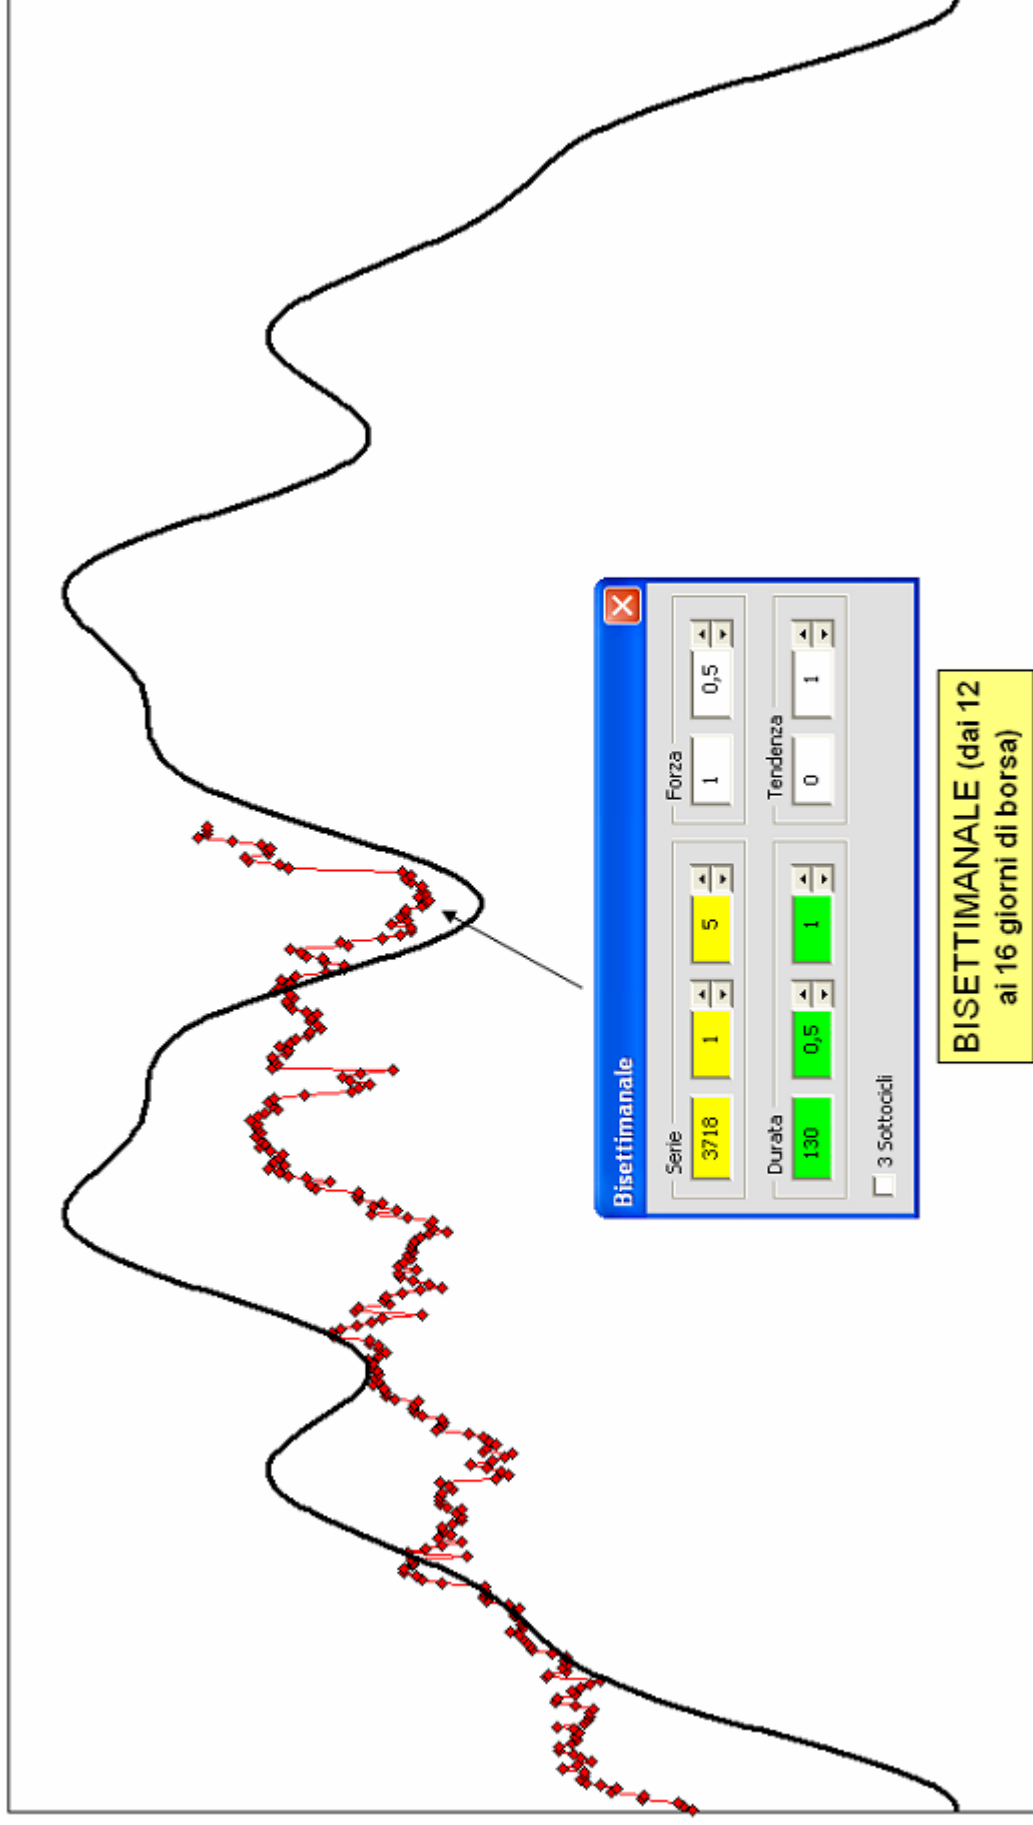 Bisettimanale
Serie
3718
1
5
Forza
1
0,5
Durata
130
0,5
1
Tendenza
0
1
3 Sottocicli
BISETTIMANALE (dai 12
ai 16 giorni di borsa)